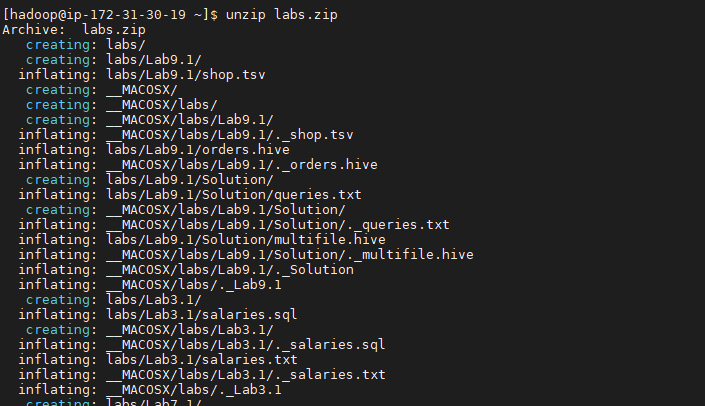 [hadoop@ip-172-31-30-19 ~]$ unzip labs.zip
Archive:  labs.zip
   creating: labs/
   creating: labs/Lab9.1/
  inflating: labs/Lab9.1/shop.tsv
   creating: __MACOSX/
   creating: __MACOSX/labs/
   creating: __MACOSX/labs/Lab9.1/
  inflating: __MACOSX/labs/Lab9.1/._shop.tsv
  inflating: labs/Lab9.1/orders.hive
  inflating: __MACOSX/labs/Lab9.1/._orders.hive
   creating: labs/Lab9.1/Solution/
  inflating: labs/Lab9.1/Solution/queries.txt
   creating: __MACOSX/labs/Lab9.1/Solution/
  inflating: __MACOSX/labs/Lab9.1/Solution/._queries.txt
  inflating: labs/Lab9.1/Solution/multifile.hive
  inflating: __MACOSX/labs/Lab9.1/Solution/._multifile.hive
  inflating: __MACOSX/labs/Lab9.1/._Solution
  inflating: __MACOSX/labs/._Lab9.1
   creating: labs/Lab3.1/
  inflating: labs/Lab3.1/salaries.sql
   creating: __MACOSX/labs/Lab3.1/
  inflating: __MACOSX/labs/Lab3.1/._salaries.sql
  inflating: labs/Lab3.1/salaries.txt
  inflating: __MACOSX/labs/Lab3.1/._salaries.txt
  inflating: __MACOSX/labs/._Lab3.1
   creating: labs/Lab7.1/